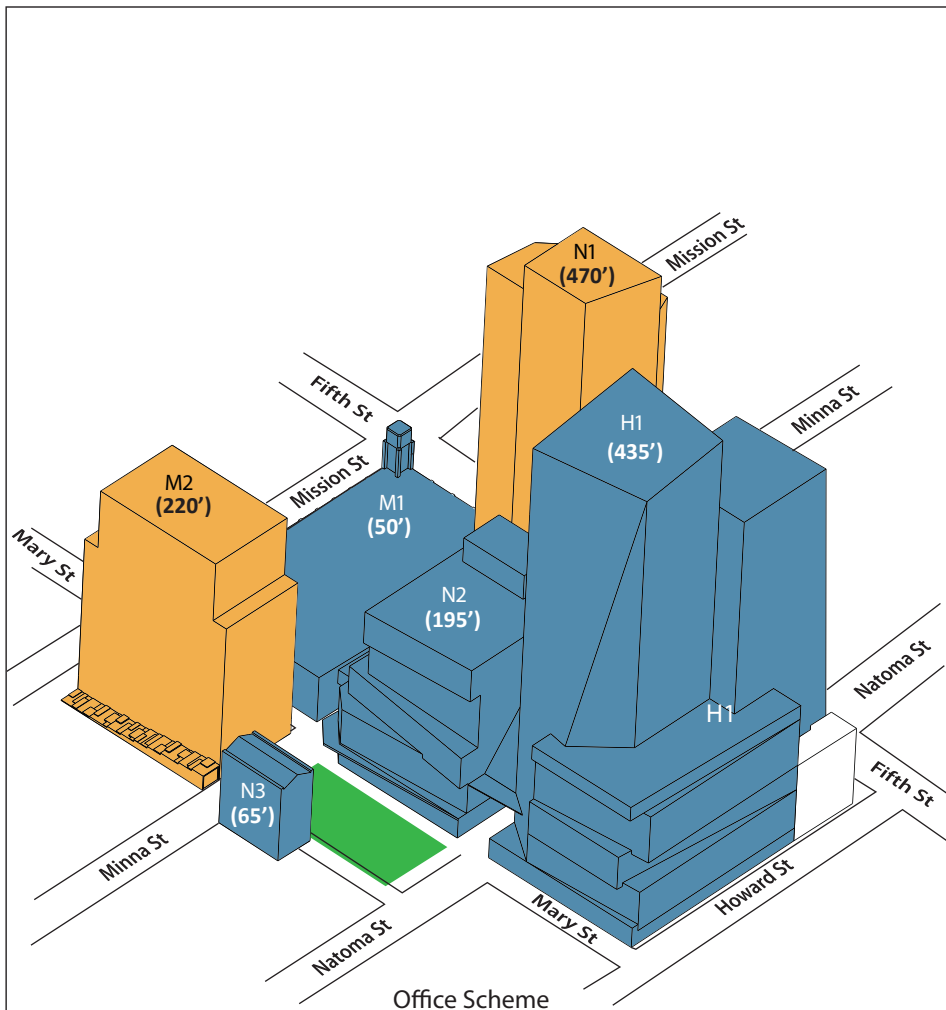 Mission St
N1
(470')
Fifth St
Minna St
H1
(435')
Mission St
M2
(220')
M1
(50')
Mary St
N2
(195')
Natoma St
H1
Fifth St
N3
(65')
Minna St
Howard St
Mary St
Natoma St
Office Scheme